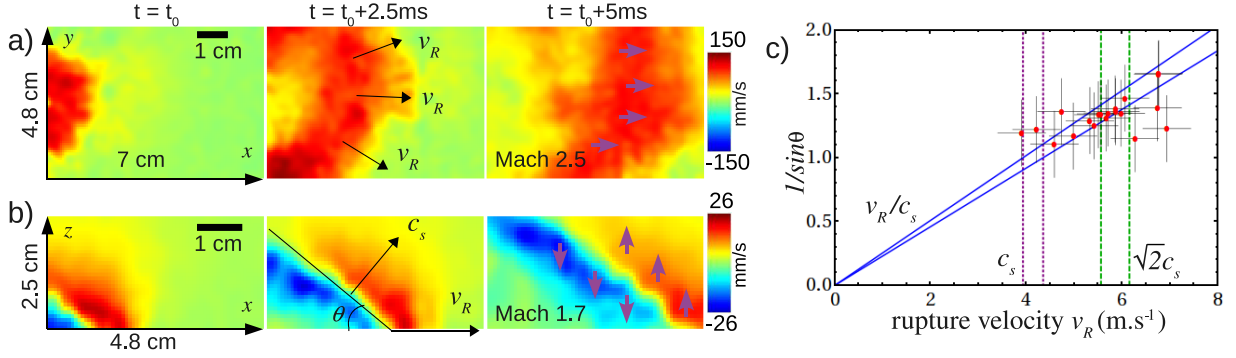 t = t₀
t = t₀+2.5ms
t = t₀+5ms
a)
y
1 cm
4.8 cm
7 cm
x
v_R
v_R
v_R
Mach 2.5
150
mm/s
-150
b)
z
1 cm
2.5 cm
x
4.8 cm
c_s
θ
v_R
Mach 1.7
26
mm/s
-26
c)
2.0
1.5
1.0
0.5
0.0
1/sinθ
v_R/c_s
c_s
√2c_s
0
2
4
6
8
rupture velocity v_R (m.s⁻¹)